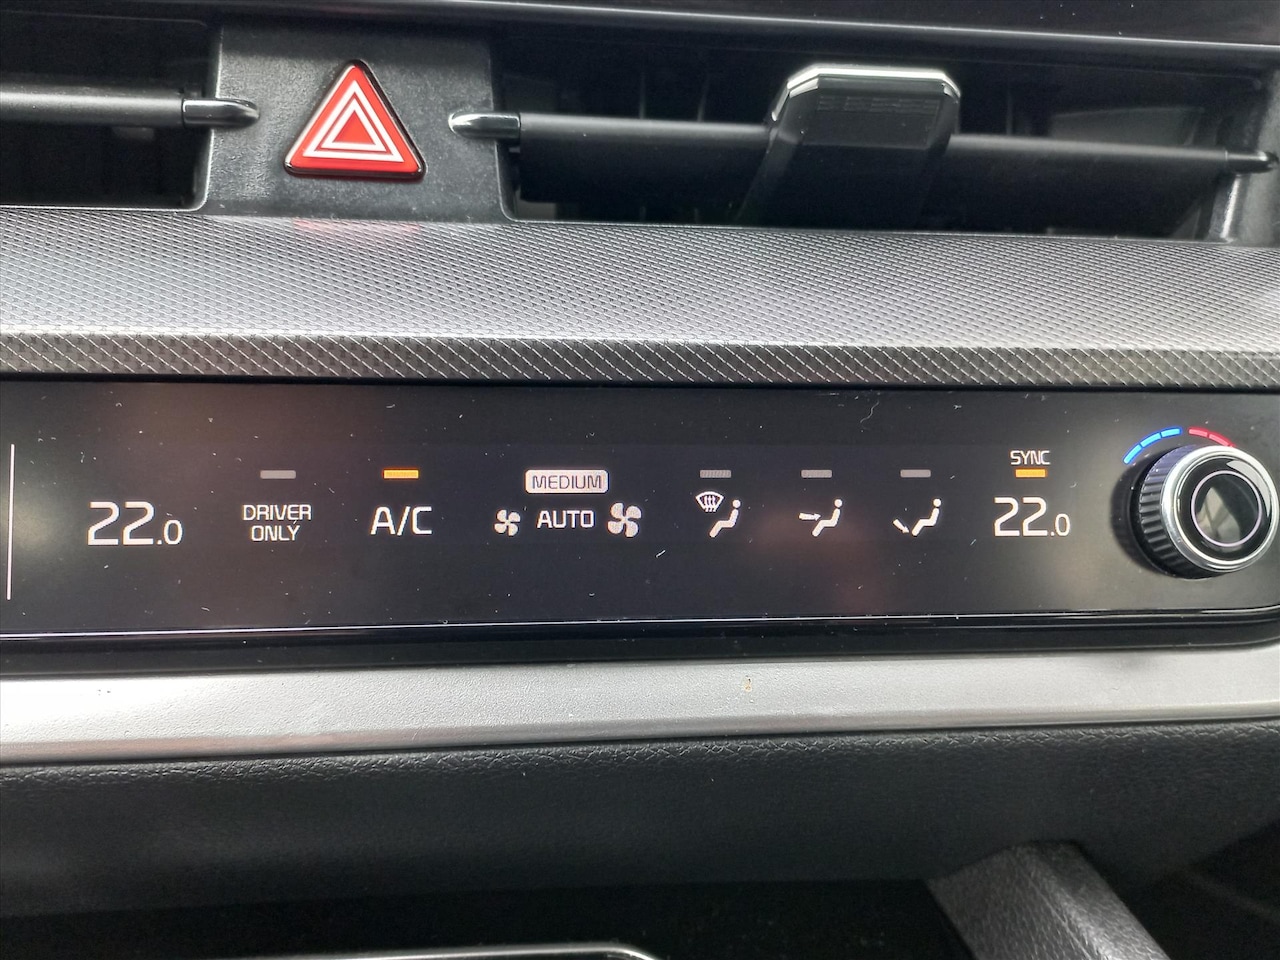 22.0
DRIVER
ONLY
A/C
MEDIUM
AUTO
SYNC
22.0